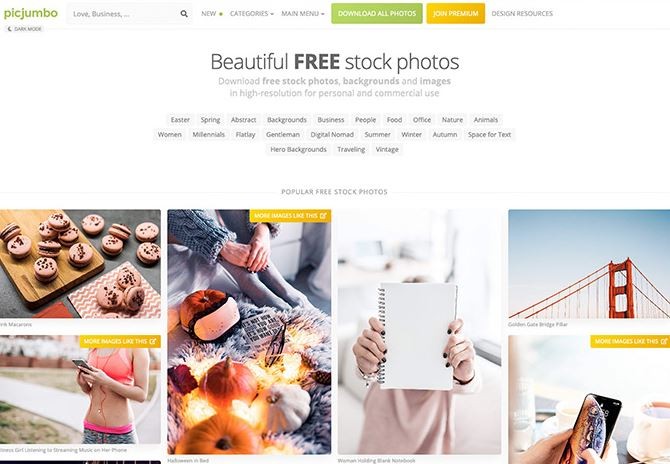 picjumbo
Love, Business, ...
NEW
CATEGORIES
MAIN MENU
DOWNLOAD ALL PHOTOS
JOIN PREMIUM
DESIGN RESOURCES
DARK MODE
Beautiful FREE stock photos
Download free stock photos, backgrounds and images
in high-resolution for personal and commercial use
Easter Spring Abstract Backgrounds Business People Food Office Nature Animals
Women Millennials Flatlay Gentleman Digital Nomad Summer Winter Autumn Space for Text
Hero Backgrounds Traveling Vintage
POPULAR FREE STOCK PHOTOS
MORE IMAGES LIKE THIS
nk Macarons
Golden Gate Bridge Pillar
MORE IMAGES LIKE THIS
MORE IMAGES LIKE THIS
tness Girl Listening to Streaming Music on Her Phone
Halloween in Bed
Woman Holding Blank Notebook